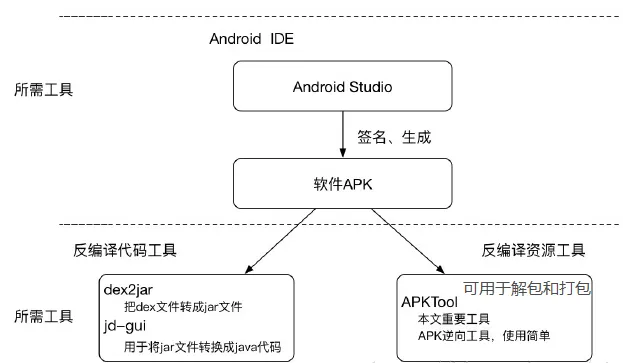 Android IDE
所需工具
Android Studio
签名、生成
软件APK
反编译代码工具
反编译资源工具
所需工具
dex2jar
把dex文件转成jar文件
jd-gui
用于将jar文件转换成java代码
可用于解包和打包
APKTool
本文重要工具
APK逆向工具，使用简单